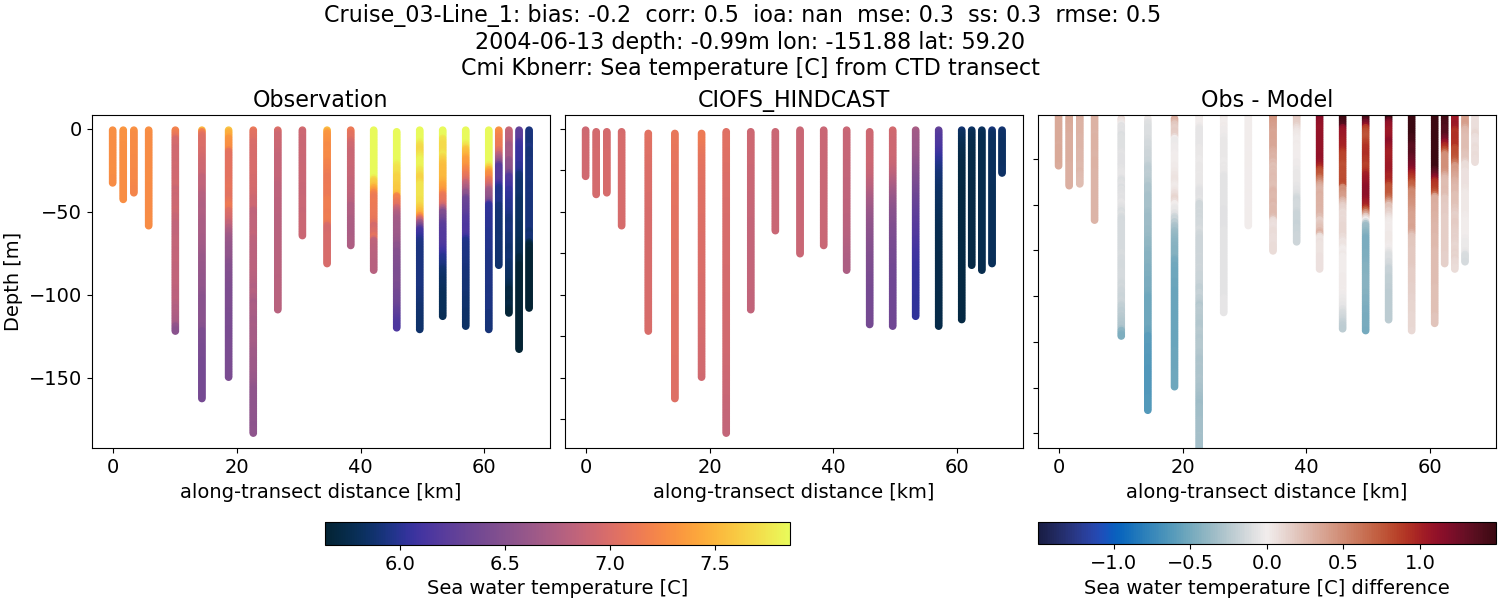 Cruise_03-Line_1: bias: -0.2  corr: 0.5  ioa: nan  mse: 0.3  ss: 0.3  rmse: 0.5
2004-06-13 depth: -0.99m lon: -151.88 lat: 59.20
Cmi Kbnerr: Sea temperature [C] from CTD transect
Observation
CIOFS_HINDCAST
Obs - Model
Depth [m]
0
−50
−100
−150
0 20 40 60
0 20 40 60
0 20 40 60
along-transect distance [km]
along-transect distance [km]
along-transect distance [km]
6.0 6.5 7.0 7.5
Sea water temperature [C]
−1.0 −0.5 0.0 0.5 1.0
Sea water temperature [C] difference